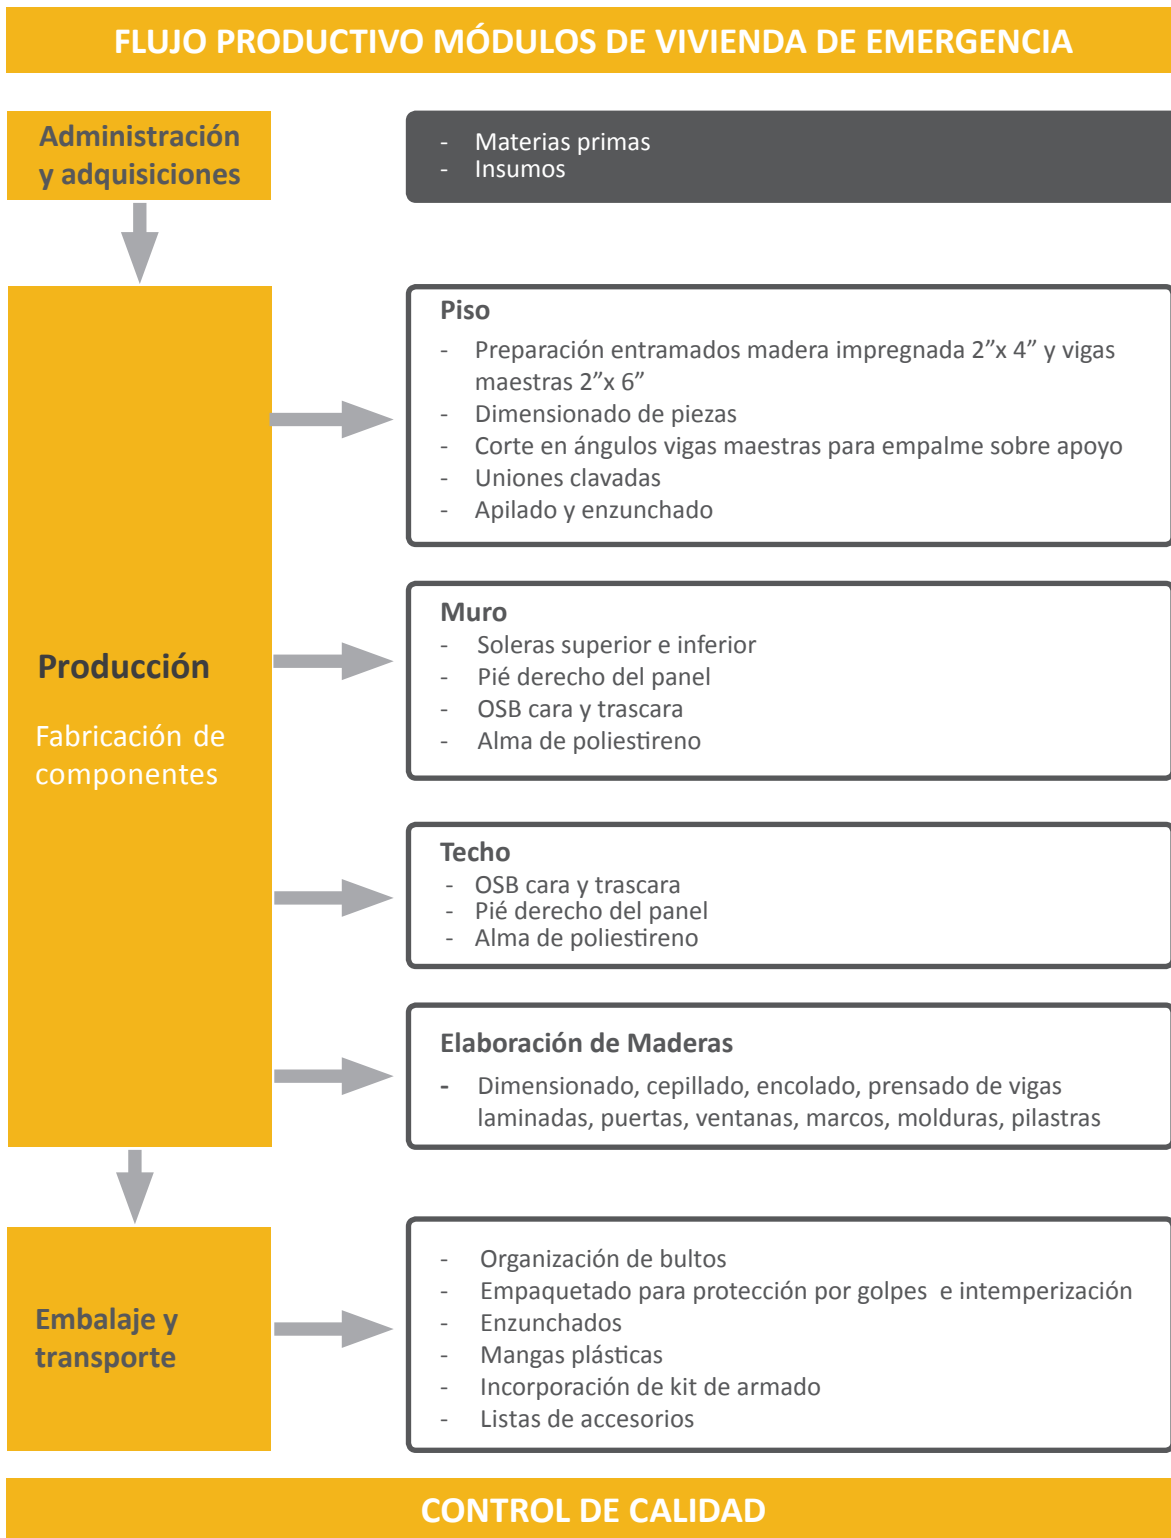 FLUJO PRODUCTIVO MÓDULOS DE VIVIENDA DE EMERGENCIA
Administración
y adquisiciones
- Materias primas
- Insumos
Producción
Fabricación de
componentes
Piso
- Preparación entramados madera impregnada 2”x 4” y vigas
maestras 2”x 6”
- Dimensionado de piezas
- Corte en ángulos vigas maestras para empalme sobre apoyo
- Uniones clavadas
- Apilado y enzunchado
Muro
- Soleras superior e inferior
- Pié derecho del panel
- OSB cara y trascara
- Alma de poliestireno
Techo
- OSB cara y trascara
- Pié derecho del panel
- Alma de poliestireno
Elaboración de Maderas
- Dimensionado, cepillado, encolado, prensado de vigas
laminadas, puertas, ventanas, marcos, molduras, pilastras
Embalaje y
transporte
- Organización de bultos
- Empaquetado para protección por golpes e intemperización
- Enzunchados
- Mangas plásticas
- Incorporación de kit de armado
- Listas de accesorios
CONTROL DE CALIDAD